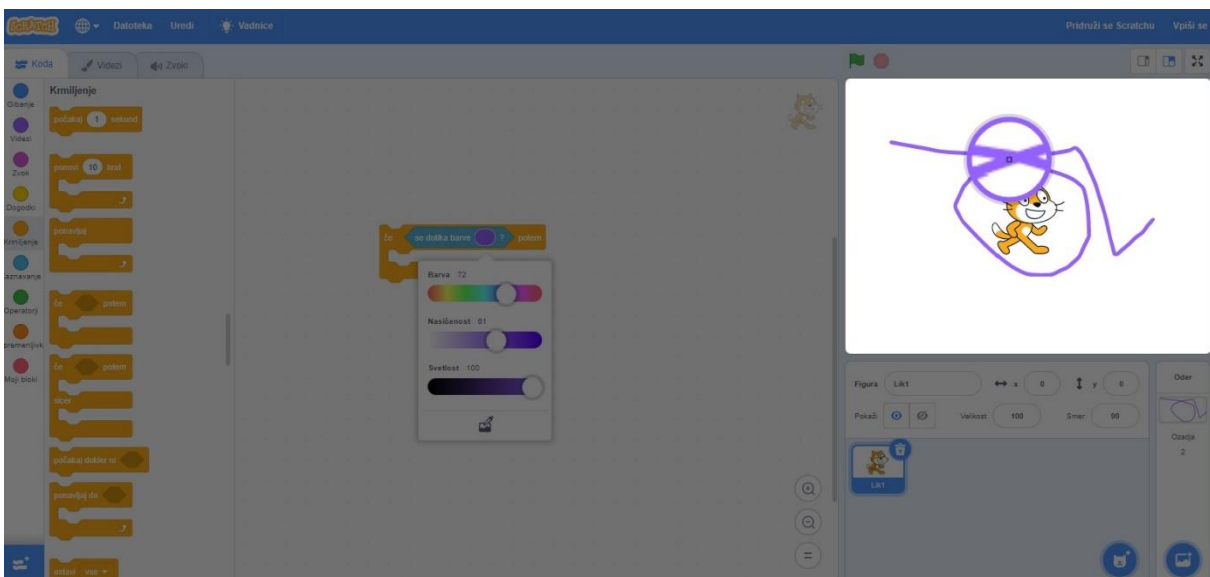 SCRATCH Datoteka Uredi Vadnice Pridruži se Scratchu Vpiši se
Koda Videzi Zvoki
Krmiljenje
Gibanje
Videzi
Zvok
Dogodki
Krmiljenje
Zaznavanje
Operatorji
Spremenljivk
Moji bloki
počakaj 1 sekund
ponovi 10 krat
ponavljaj
če potem
če potem
sicer
počakaj dokler ni
ponavljaj do
ustavi vse
če se dotika barve ? potem
Barva 72
Nasičenost 61
Svetlost 100
Figura Lik1 x 0 y 0
Pokaži Velikost 100 Smer 90
Lik1
Oder
Ozadja
2